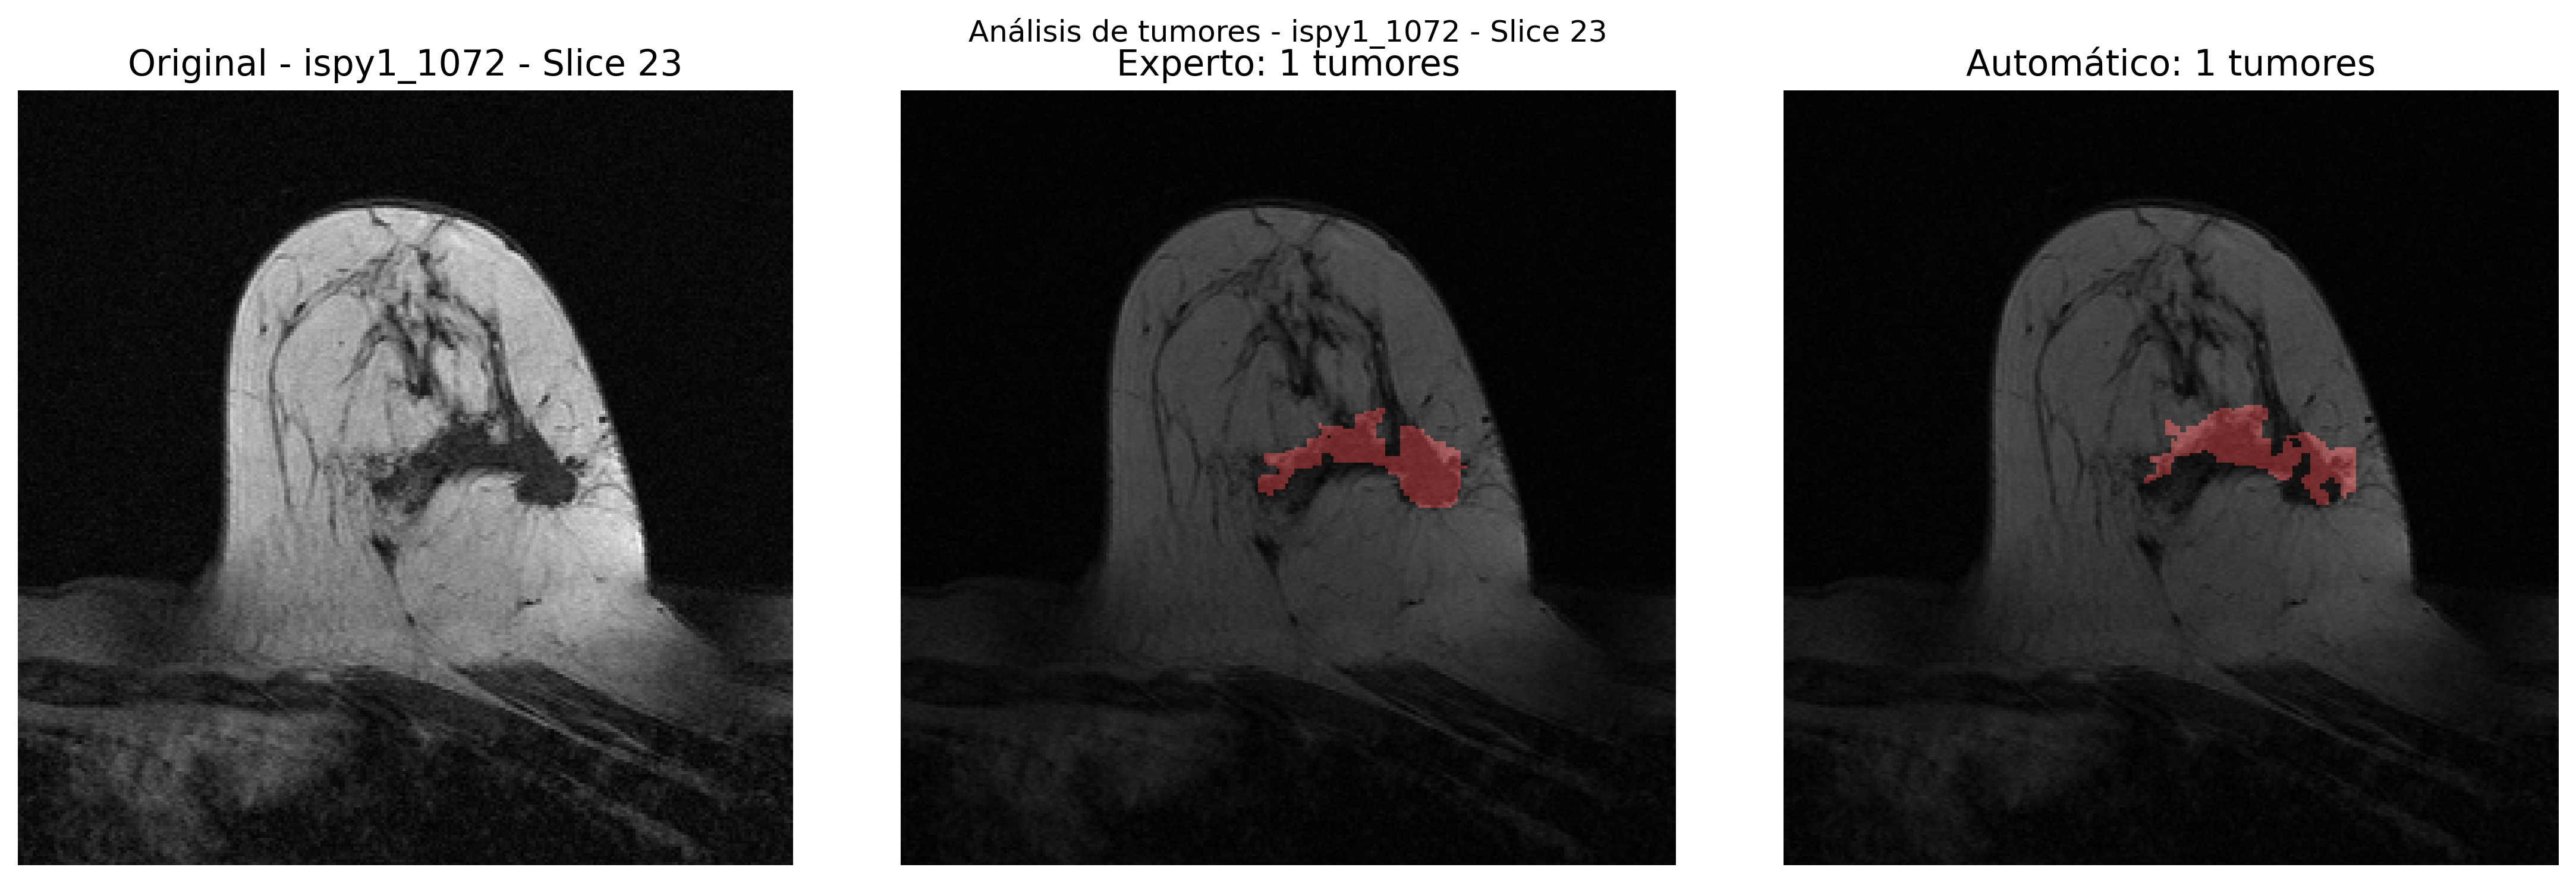 Análisis de tumores - ispy1_1072 - Slice 23
Original - ispy1_1072 - Slice 23
Experto: 1 tumores
Automático: 1 tumores